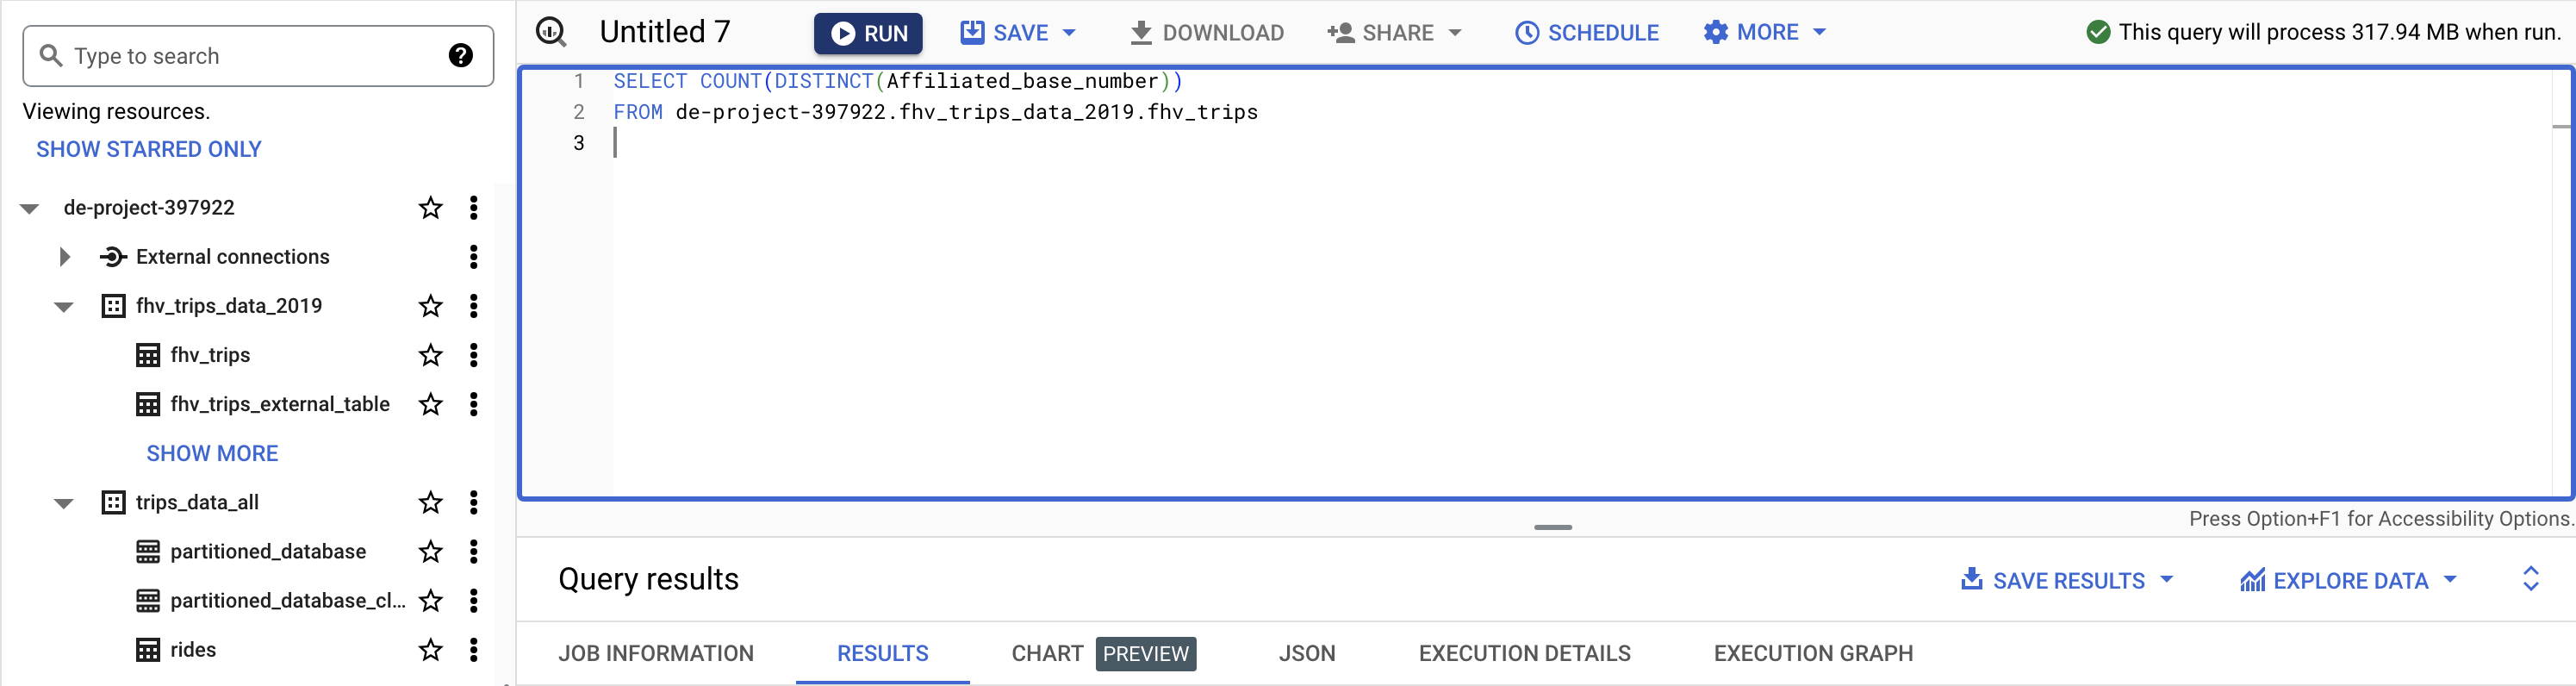 Type to search
Viewing resources.
SHOW STARRED ONLY
de-project-397922
External connections
fhv_trips_data_2019
fhv_trips
fhv_trips_external_table
SHOW MORE
trips_data_all
partitioned_database
partitioned_database_cl...
rides
Untitled 7
RUN
SAVE
DOWNLOAD
SHARE
SCHEDULE
MORE
This query will process 317.94 MB when run.
1 SELECT COUNT(DISTINCT(Affiliated_base_number))
2 FROM de-project-397922.fhv_trips_data_2019.fhv_trips
3
Press Option+F1 for Accessibility Options.
Query results
SAVE RESULTS
EXPLORE DATA
JOB INFORMATION
RESULTS
CHART PREVIEW
JSON
EXECUTION DETAILS
EXECUTION GRAPH